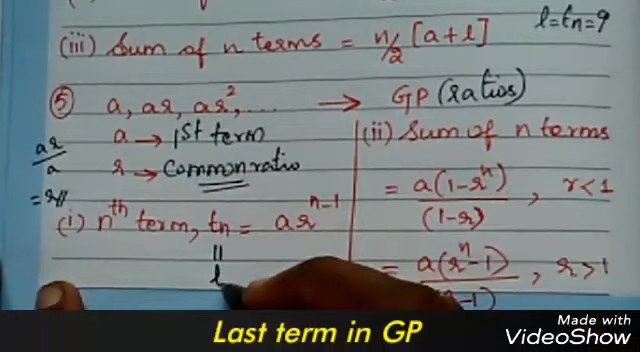 l = tn = 9
(iii) Sum of n terms = n/2 [a+l]
⑤ a, ar, ar², ... → GP (ratios)
a → 1st term
r → Common ratio
ar/a = r//
(i) nth term, tn = ar^(n-1)
||
l
(ii) Sum of n terms
= a(1-r^n)/(1-r), r<1
= a(r^n-1)/(r-1), r>1
Last term in GP
Made with
VideoShow